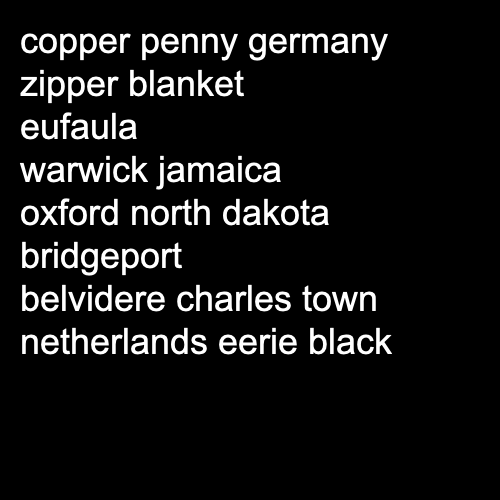 copper penny germany
zipper blanket
eufaula
warwick jamaica
oxford north dakota
bridgeport
belvidere charles town
netherlands eerie black